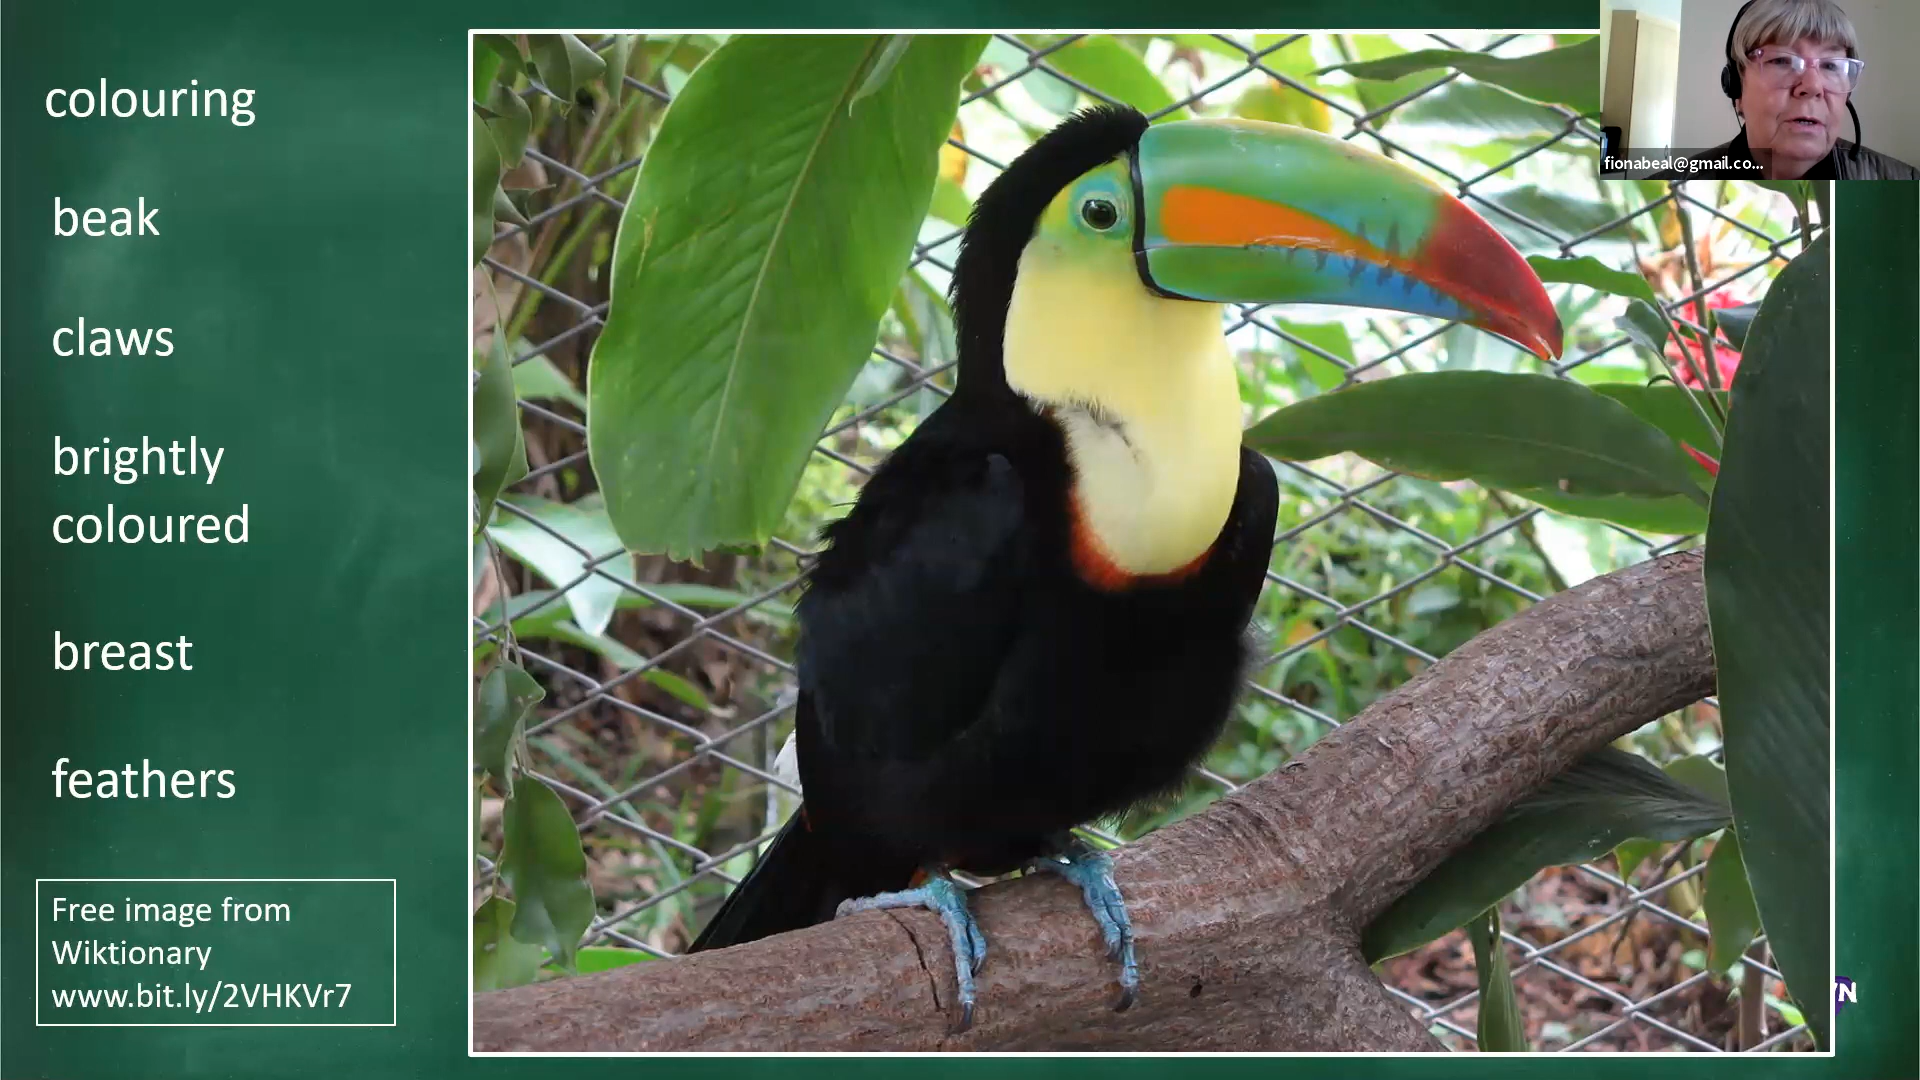 colouring
beak
claws
brightly
coloured
breast
feathers
Free image from
Wiktionary
www.bit.ly/2VHKVr7
fionabeal@gmail.co...